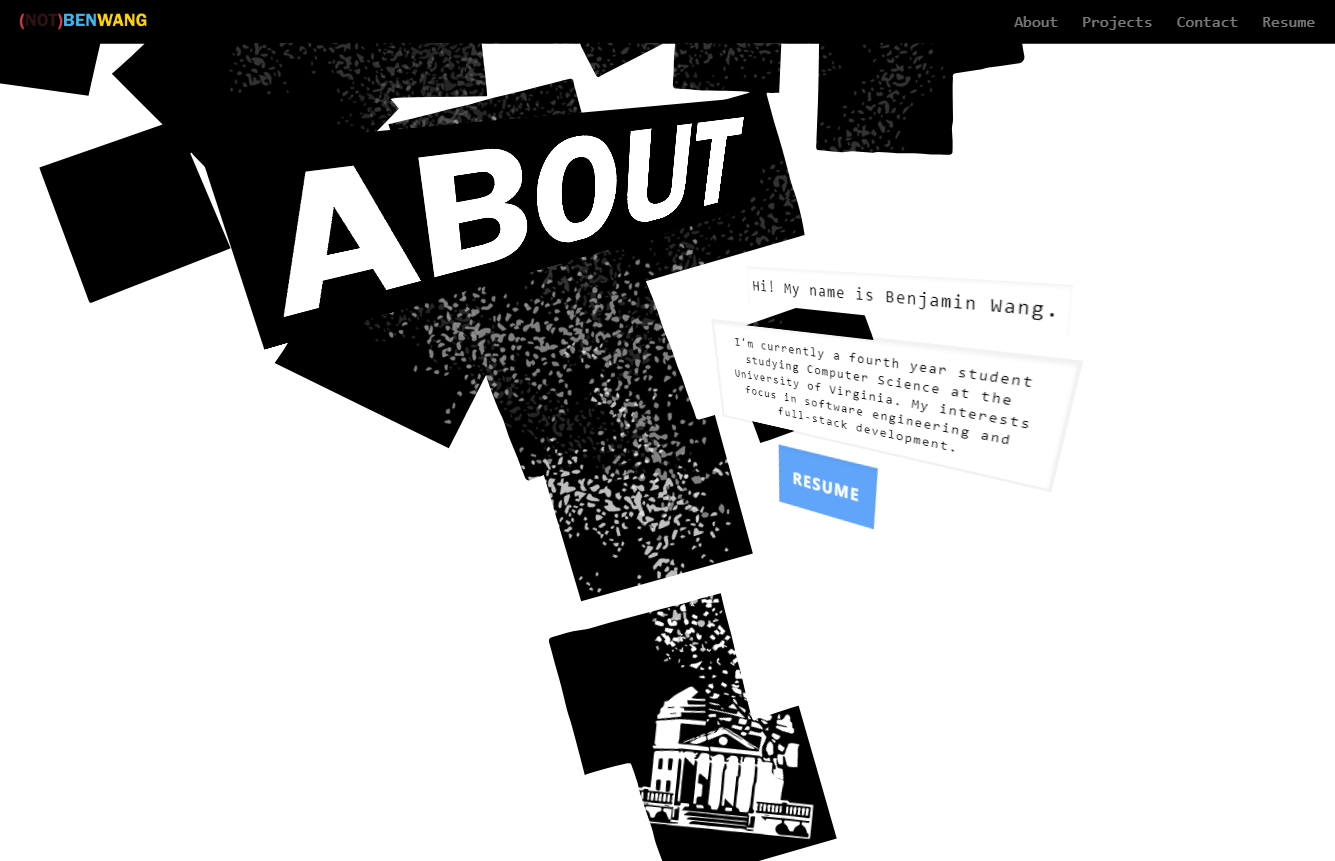 (NOT)BENWANG
About Projects Contact Resume
ABOUT
Hi! My name is Benjamin Wang.
I'm currently a fourth year student
studying Computer Science at the
University of Virginia. My interests
focus in software engineering and
full-stack development.
RESUME